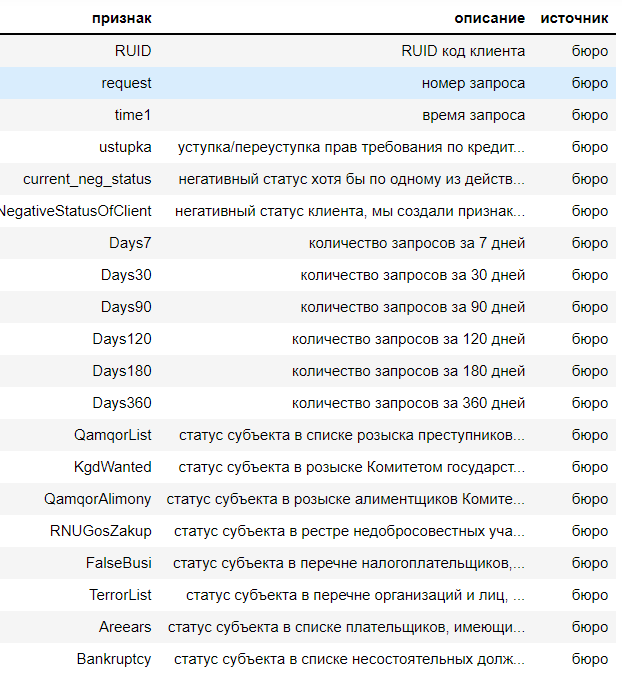 признак описание источник
RUID RUID код клиента бюро
request номер запроса бюро
time1 время запроса бюро
ustupka уступка/переуступка прав требования по кредит... бюро
current_neg_status негативный статус хотя бы по одному из действ... бюро
NegativeStatusOfClient негативный статус клиента, мы создали признак... бюро
Days7 количество запросов за 7 дней бюро
Days30 количество запросов за 30 дней бюро
Days90 количество запросов за 90 дней бюро
Days120 количество запросов за 120 дней бюро
Days180 количество запросов за 180 дней бюро
Days360 количество запросов за 360 дней бюро
QamqorList статус субъекта в списке розыска преступников... бюро
KgdWanted статус субъекта в розыске Комитетом государст... бюро
QamqorAlimony статус субъекта в розыске алиментщиков Комите... бюро
RNUGosZakup статус субъекта в рестре недобросовестных уча... бюро
FalseBusi статус субъекта в перечне налогоплательщиков,... бюро
TerrorList статус субъекта в перечне организаций и лиц, ... бюро
Areears статус субъекта в списке плательщиков, имеющи... бюро
Bankruptcy статус субъекта в списке несостоятельных долж... бюро